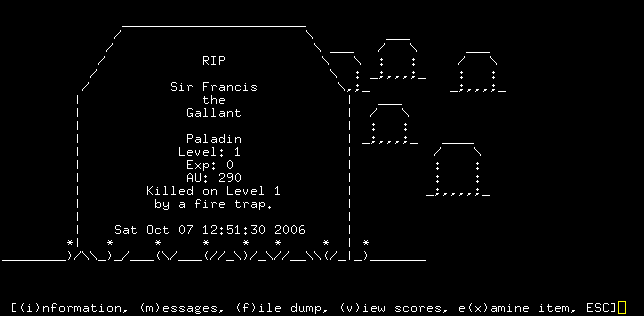 RIP
Sir Francis
the
Gallant
Paladin
Level: 1
Exp: 0
AU: 290
Killed on Level 1
by a fire trap.
Sat Oct 07 12:51:30 2006
[(i)nformation, (m)essages, (f)ile dump, (v)iew scores, e(x)amine item, ESC]